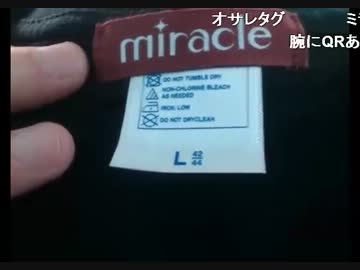 オサレタグ
ミ
腕にQRあ
miracle
DO NOT TUMBLE DRY
NON-CHLORINE BLEACH
AS NEEDED
IRON: LOW
DO NOT DRYCLEAN
L 42
44